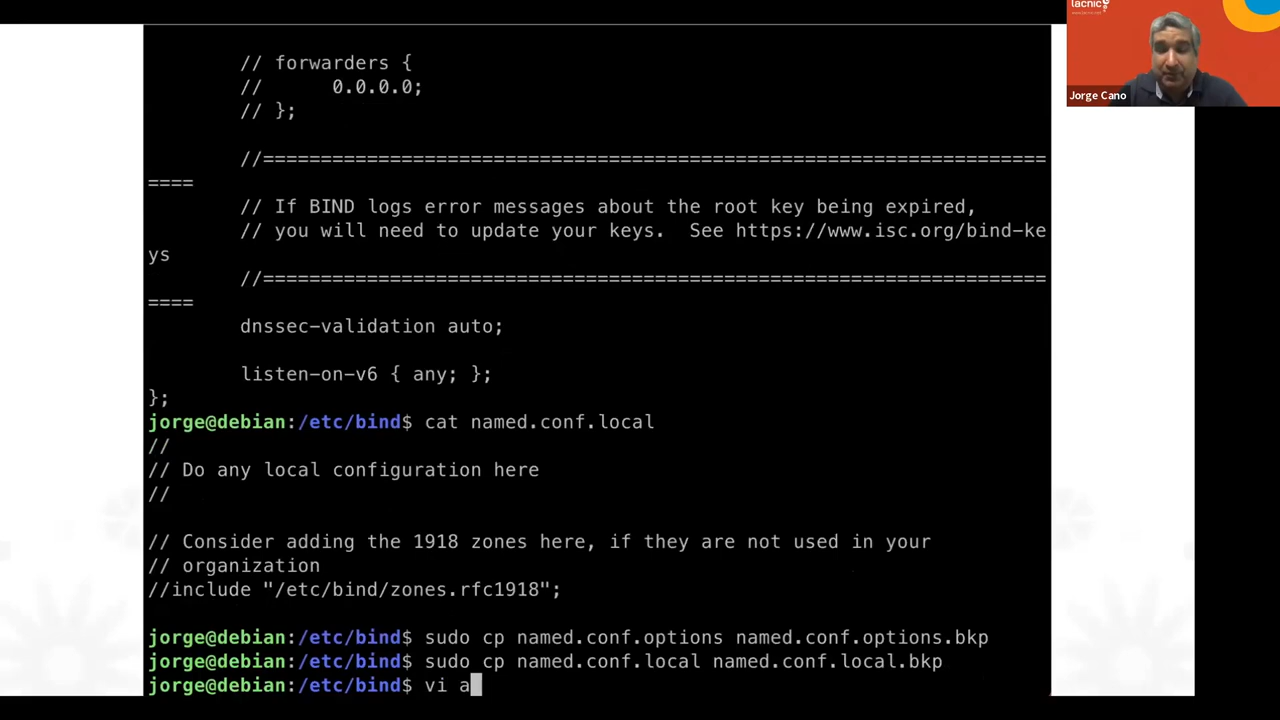 // forwarders {
//      0.0.0.0;
// };
//====================================================================
====
// If BIND logs error messages about the root key being expired,
// you will need to update your keys.  See https://www.isc.org/bind-ke
ys
//====================================================================
====
dnssec-validation auto;
listen-on-v6 { any; };
};
jorge@debian:/etc/bind$ cat named.conf.local
//
// Do any local configuration here
//
// Consider adding the 1918 zones here, if they are not used in your
// organization
//include "/etc/bind/zones.rfc1918";
jorge@debian:/etc/bind$ sudo cp named.conf.options named.conf.options.bkp
jorge@debian:/etc/bind$ sudo cp named.conf.local named.conf.local.bkp
jorge@debian:/etc/bind$ vi a
lacnic
Jorge Cano